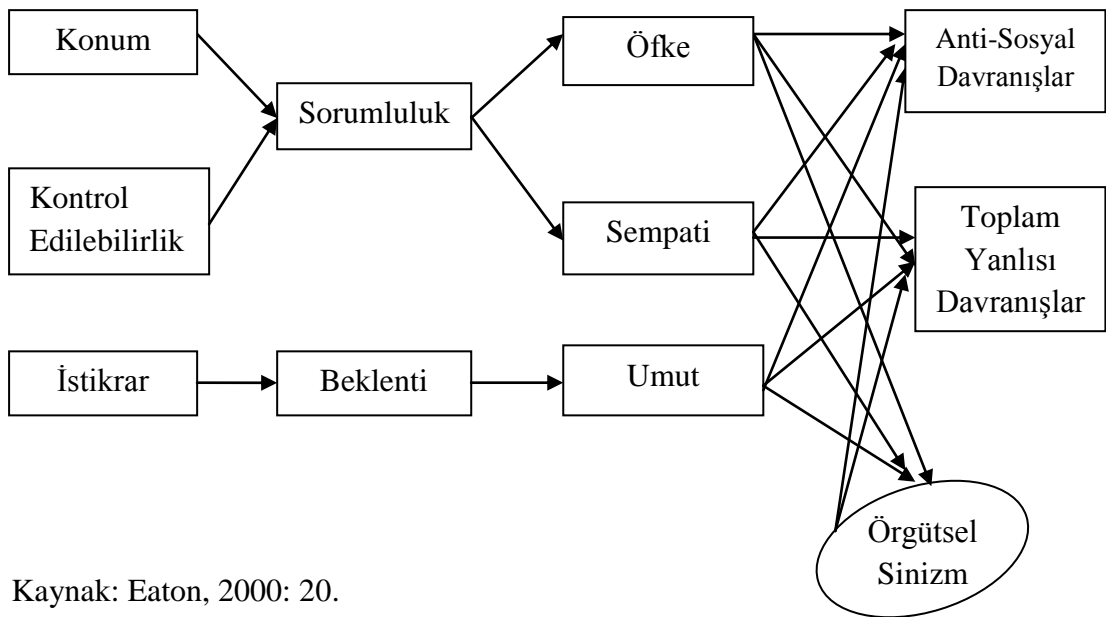 Konum
Kontrol
Edilebilirlik
İstikrar
Sorumluluk
Beklenti
Öfke
Sempati
Umut
Anti-Sosyal
Davranışlar
Toplam
Yanlısı
Davranışlar
Örgütsel
Sinizm
Kaynak: Eaton, 2000: 20.